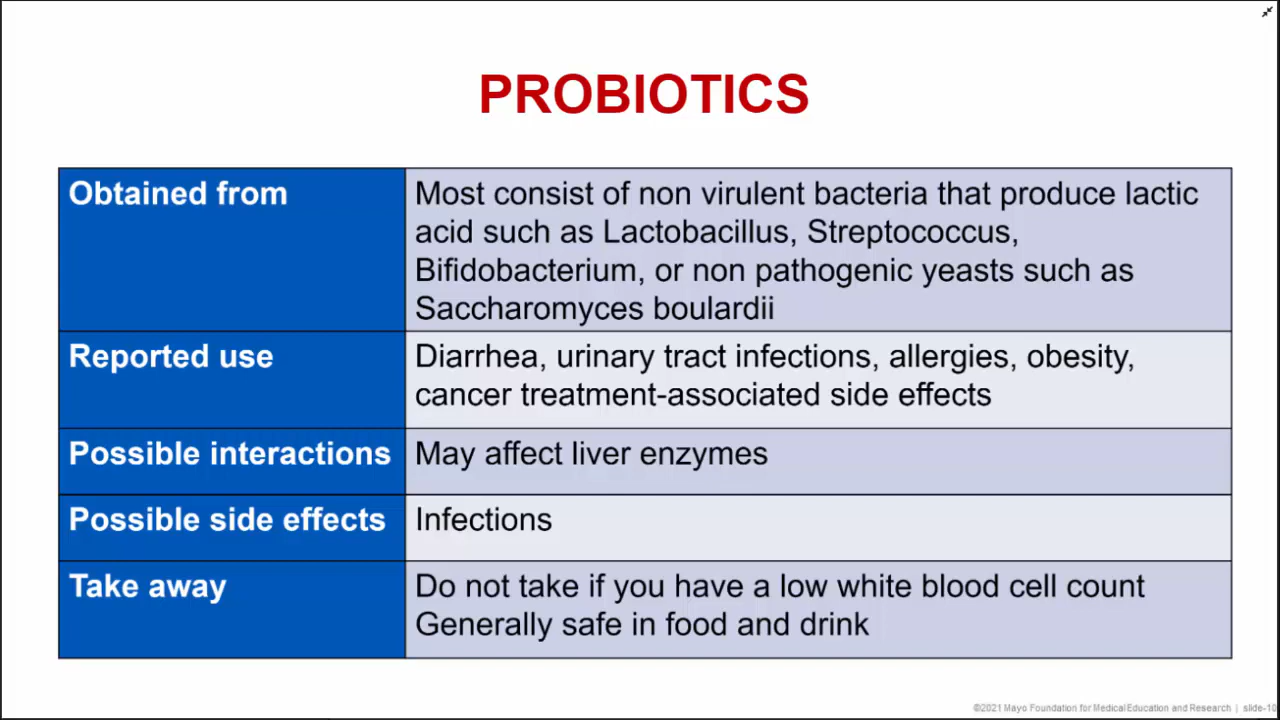 PROBIOTICS
Obtained from
Most consist of non virulent bacteria that produce lactic
acid such as Lactobacillus, Streptococcus,
Bifidobacterium, or non pathogenic yeasts such as
Saccharomyces boulardii
Reported use
Diarrhea, urinary tract infections, allergies, obesity,
cancer treatment-associated side effects
Possible interactions
May affect liver enzymes
Possible side effects
Infections
Take away
Do not take if you have a low white blood cell count
Generally safe in food and drink
©2021 Mayo Foundation for Medical Education and Research | slide-10